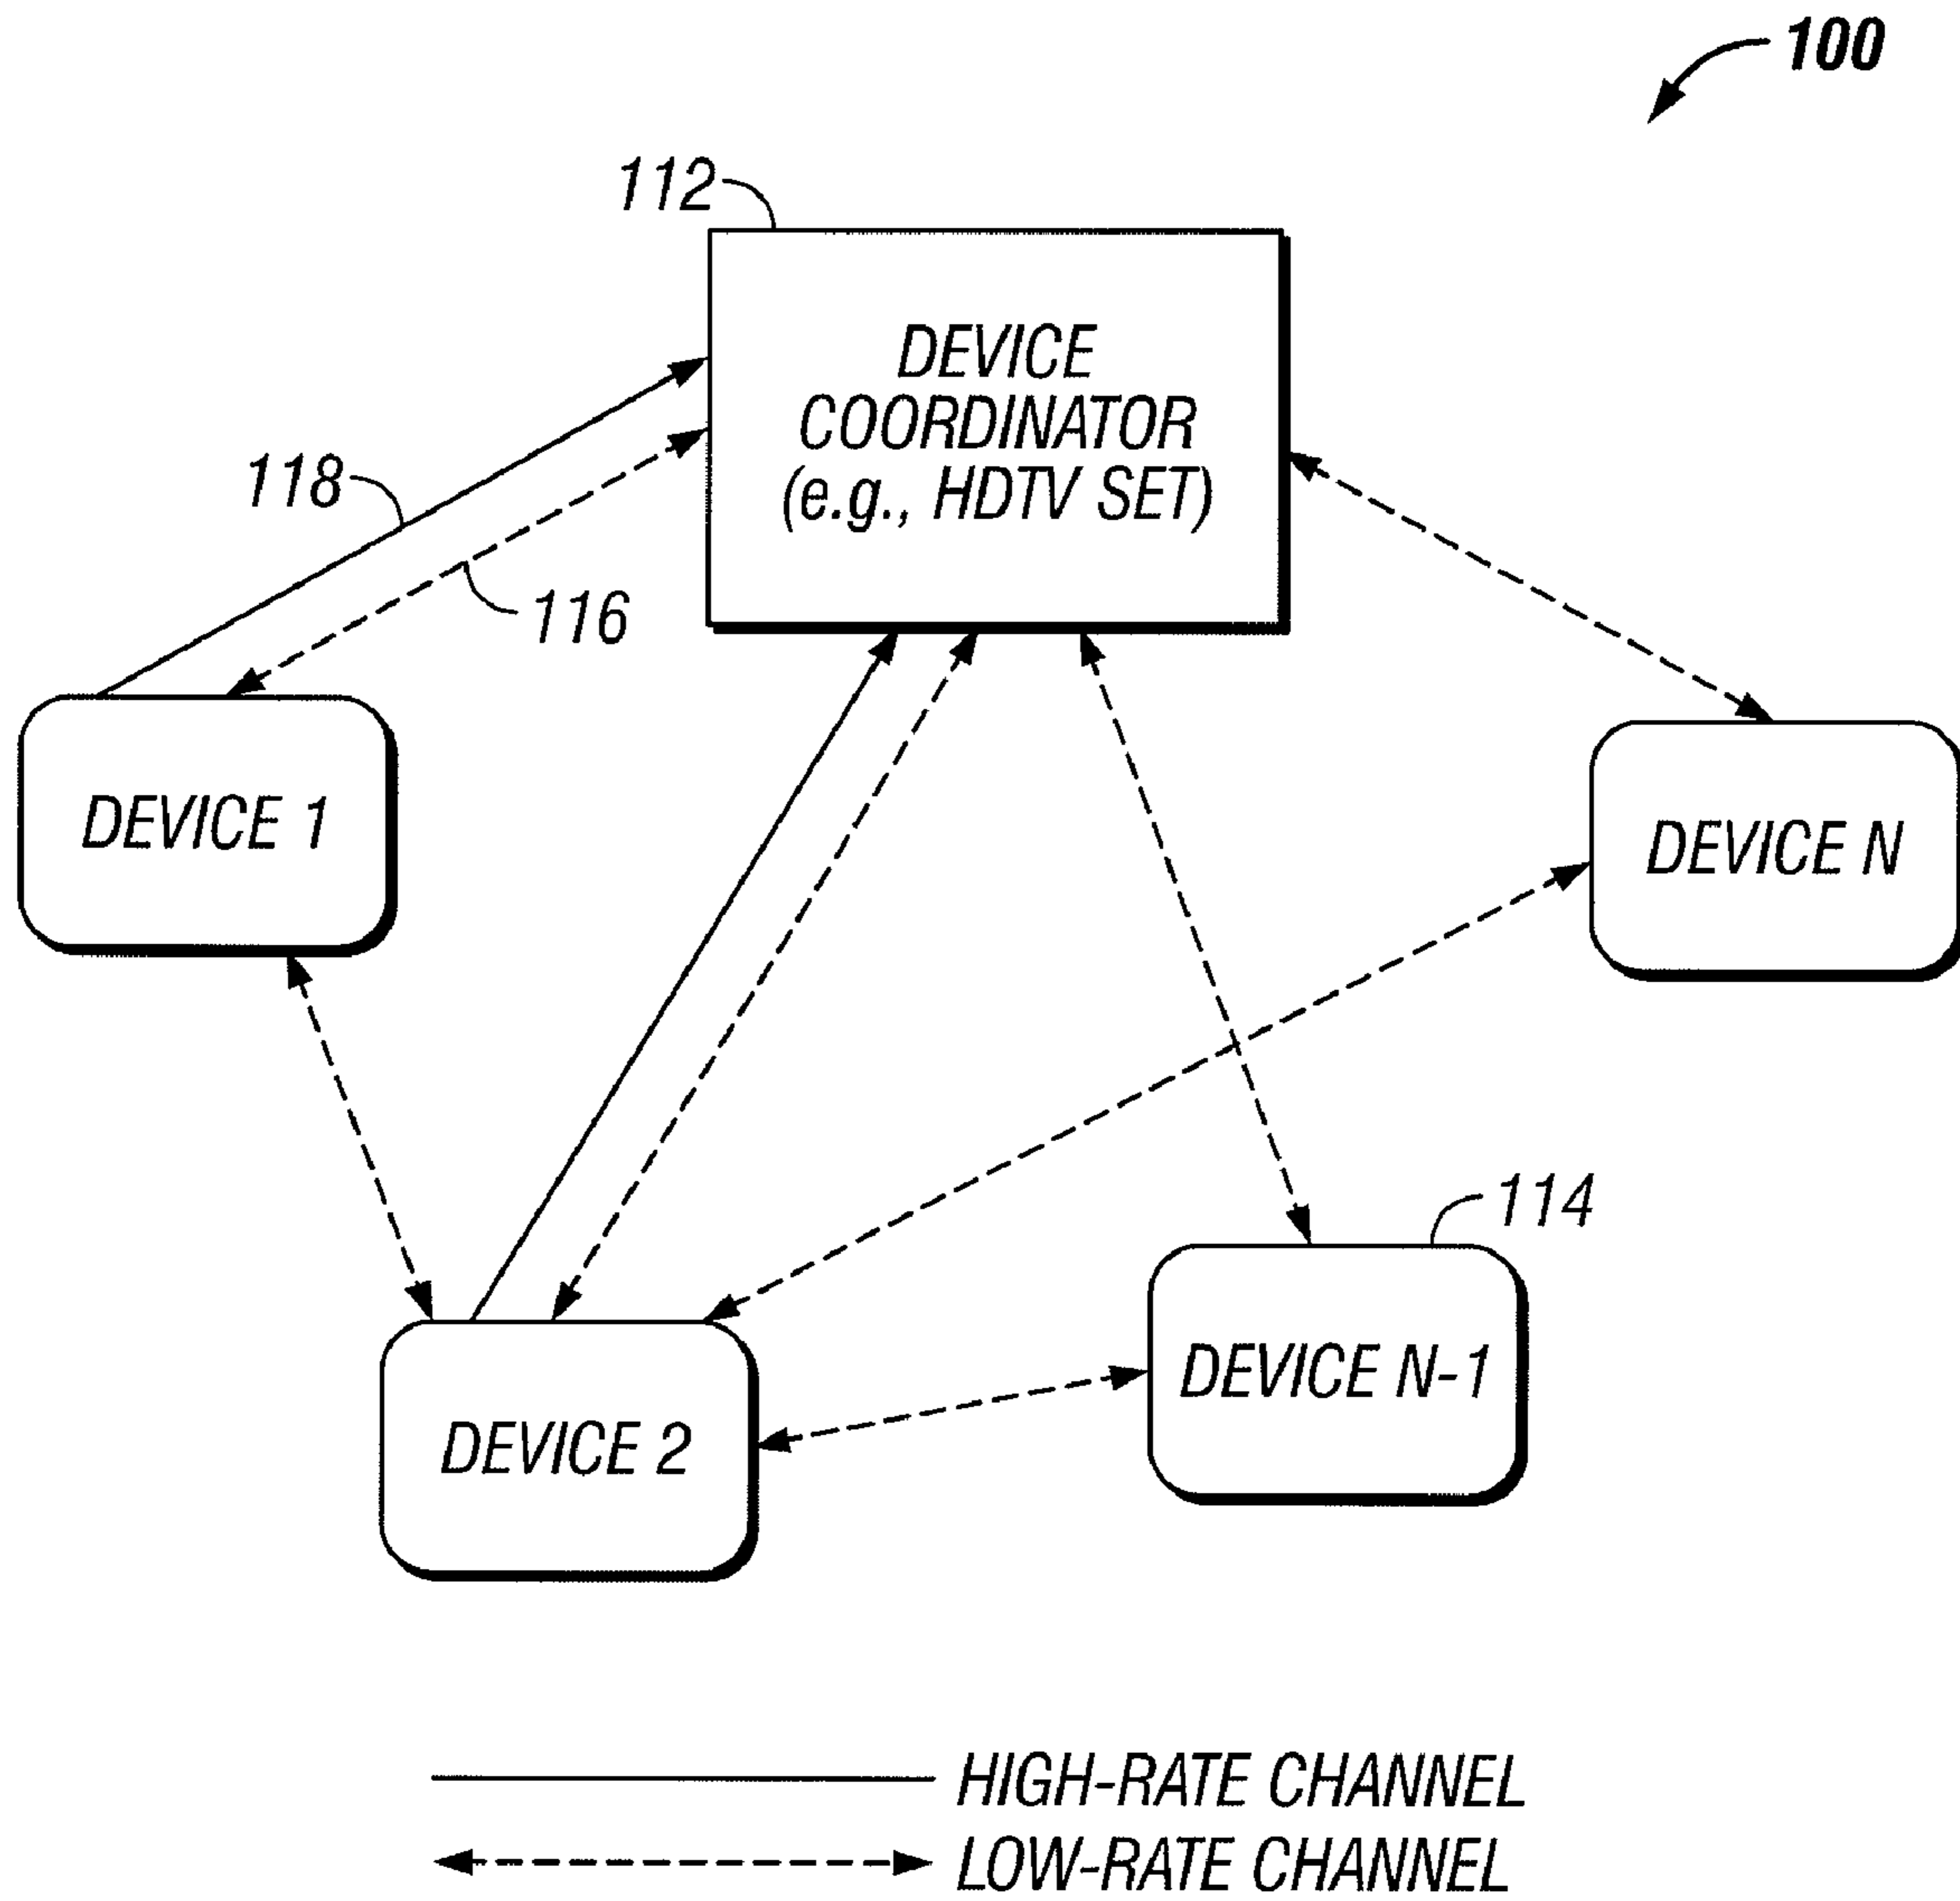 100
112
DEVICE
COORDINATOR
(e.g., HDTV SET)
118
116
DEVICE 1
DEVICE N
114
DEVICE N-1
DEVICE 2
HIGH-RATE CHANNEL
LOW-RATE CHANNEL